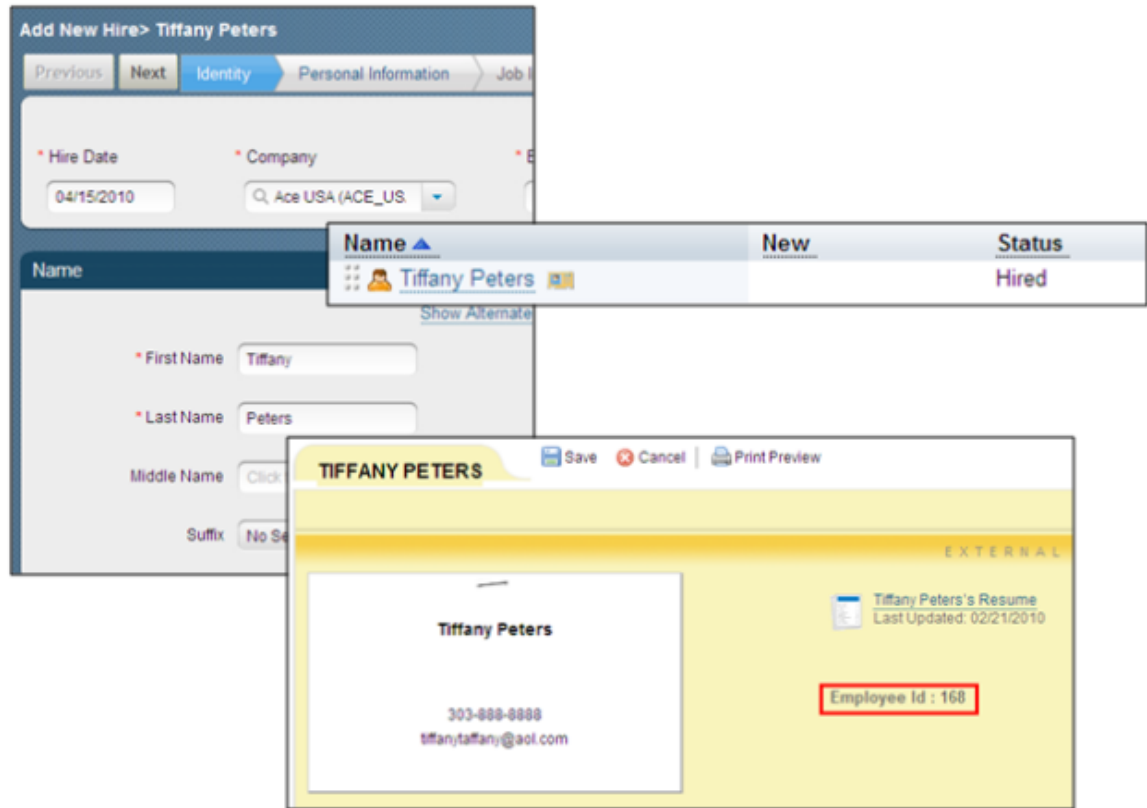 Add New Hire> Tiffany Peters
Previous Next Identity Personal Information Job I
* Hire Date * Company * E
04/15/2010 Ace USA (ACE_US.
Name
Show Alternate
* First Name Tiffany
* Last Name Peters
Middle Name Click
Suffix No Se
Name New Status
Tiffany Peters Hired
TIFFANY PETERS Save Cancel Print Preview
EXTERNAL
Tiffany Peters
303-888-8888
tiffanytaffany@aol.com
Tiffany Peters's Resume
Last Updated: 02/21/2010
Employee Id : 168